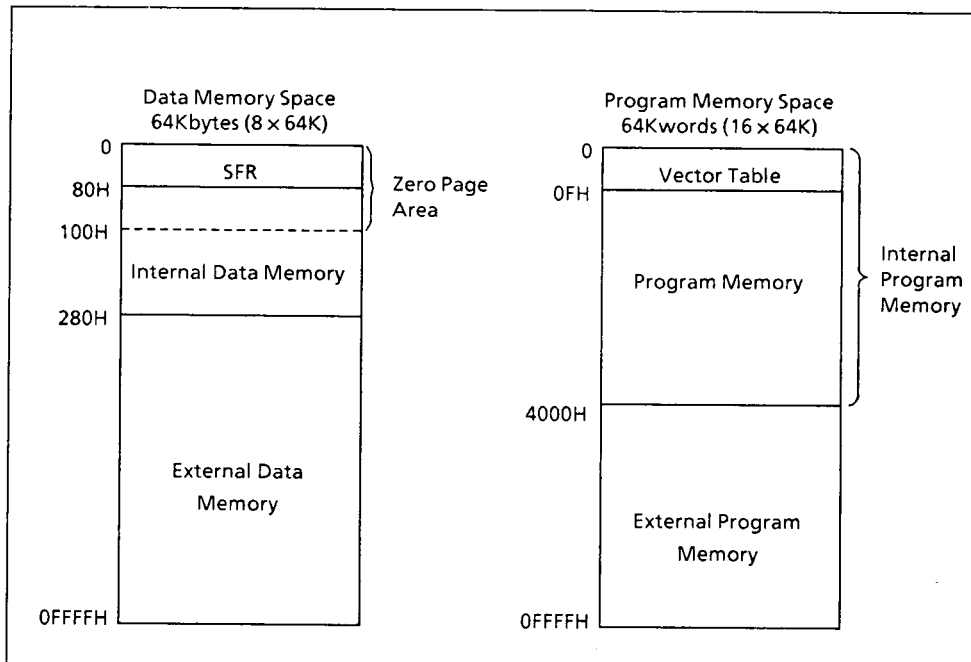 Data Memory Space
64Kbytes (8 x 64K)
0
SFR
80H
Zero Page
Area
100H
Internal Data Memory
280H
External Data
Memory
0FFFFH
Program Memory Space
64Kwords (16 x 64K)
0
Vector Table
0FH
Program Memory
Internal
Program
Memory
4000H
External Program
Memory
0FFFFH